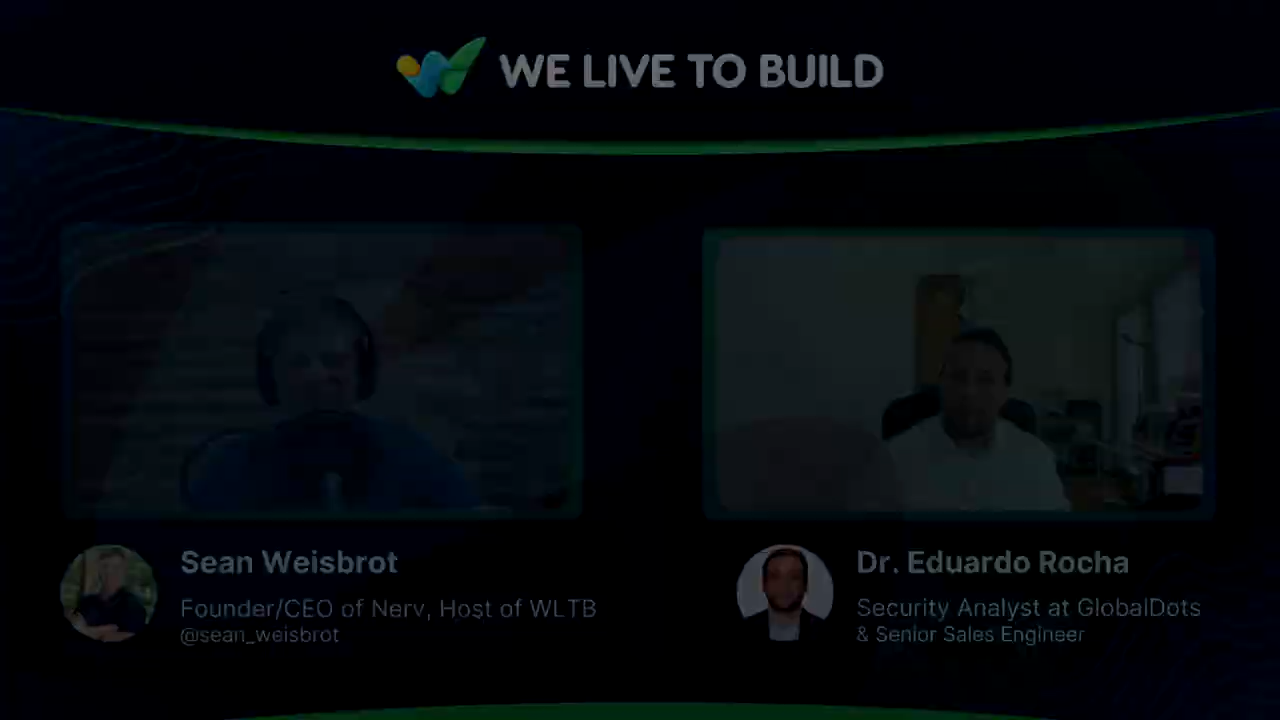 WE LIVE TO BUILD
Sean Weisbrot
Founder/CEO of Nerv, Host of WLTB
@sean_weisbrot
Dr. Eduardo Rocha
Security Analyst at GlobalDots
& Senior Sales Engineer